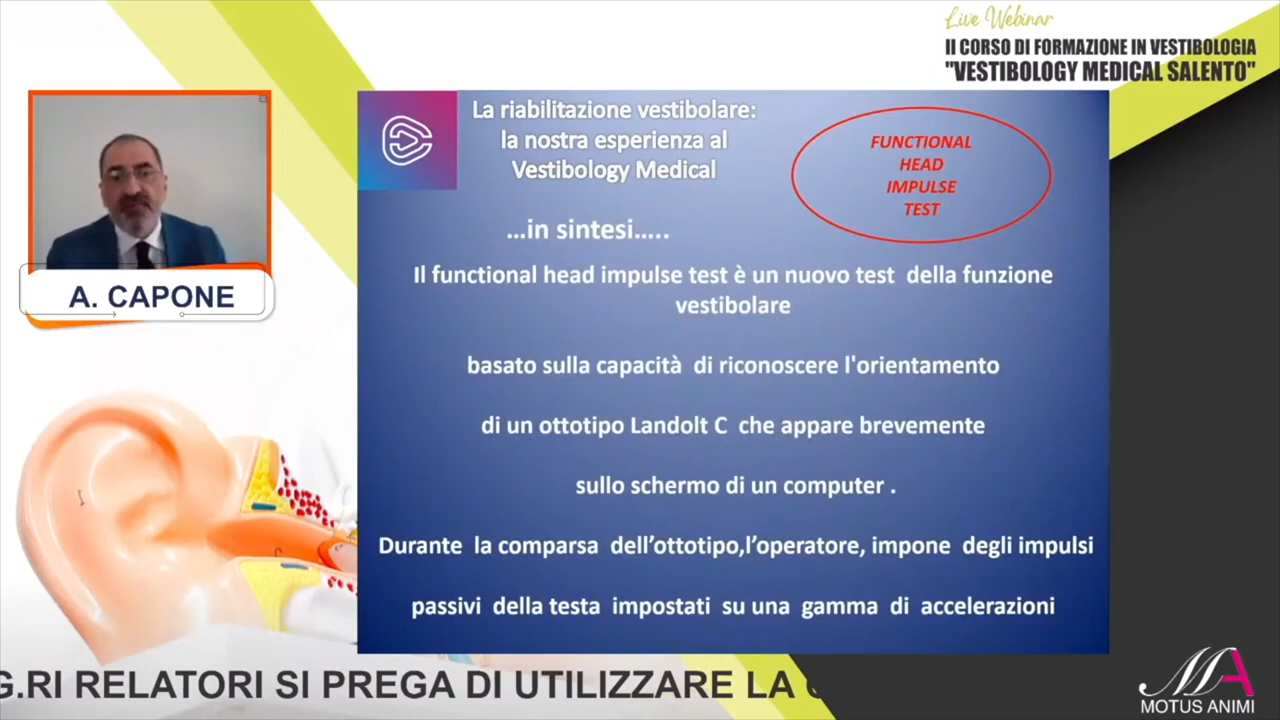 Live Webinar
II CORSO DI FORMAZIONE IN VESTIBOLOGIA
"VESTIBOLOGY MEDICAL SALENTO"
La riabilitazione vestibolare:
la nostra esperienza al
Vestibology Medical
FUNCTIONAL
HEAD
IMPULSE
TEST
...in sintesi.....
Il functional head impulse test è un nuovo test della funzione
vestibolare
basato sulla capacità di riconoscere l'orientamento
di un ottotipo Landolt C che appare brevemente
sullo schermo di un computer .
Durante la comparsa dell’ottotipo,l’operatore, impone degli impulsi
passivi della testa impostati su una gamma di accelerazioni
A. CAPONE
G.RI RELATORI SI PREGA DI UTILIZZARE LA
MA
MOTUS ANIMI